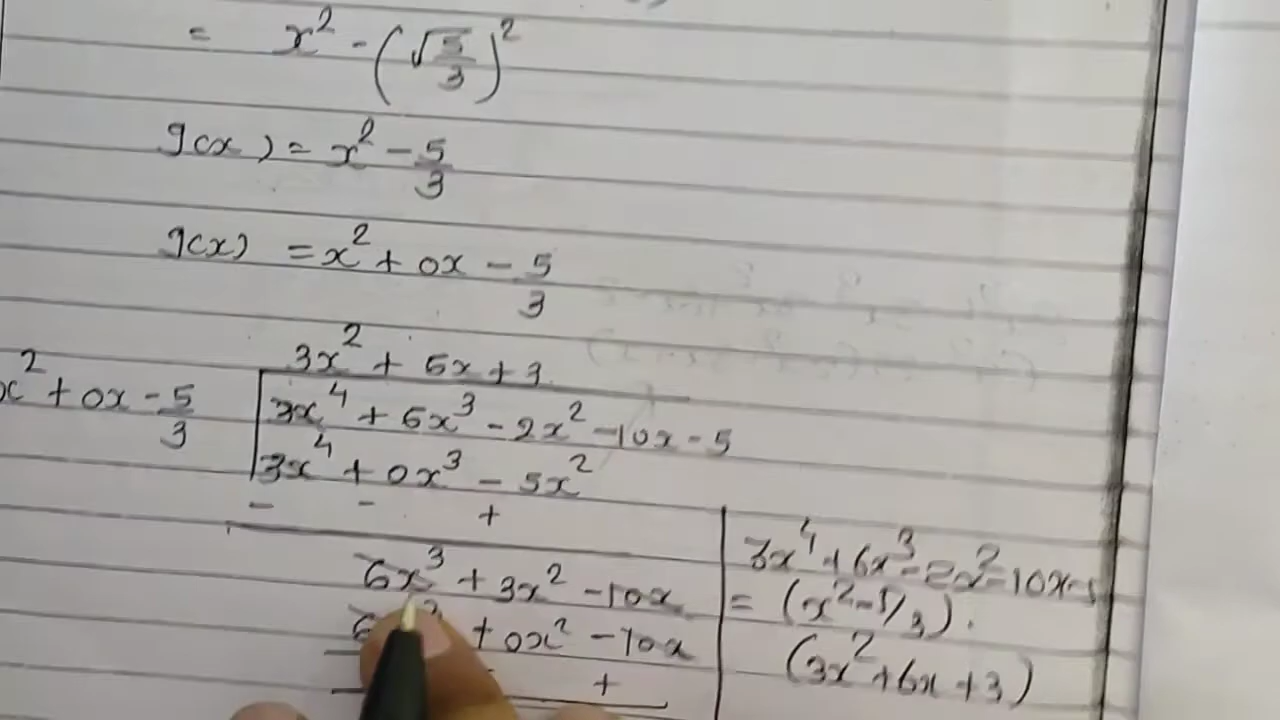 = x² - (√5/3)²
g(x) = x² - 5/3
g(x) = x² + 0x - 5/3
3x² + 6x + 3
x² + 0x - 5/3
3x⁴ + 6x³ - 2x² - 10x - 5
3x⁴ + 0x³ - 5x²
- - +
6x³ + 3x² - 10x
+ 0x² - 10x
+
3x⁴ + 6x³ - 2x² - 10x - 5
= (x² - 5/3).
(3x² + 6x + 3)